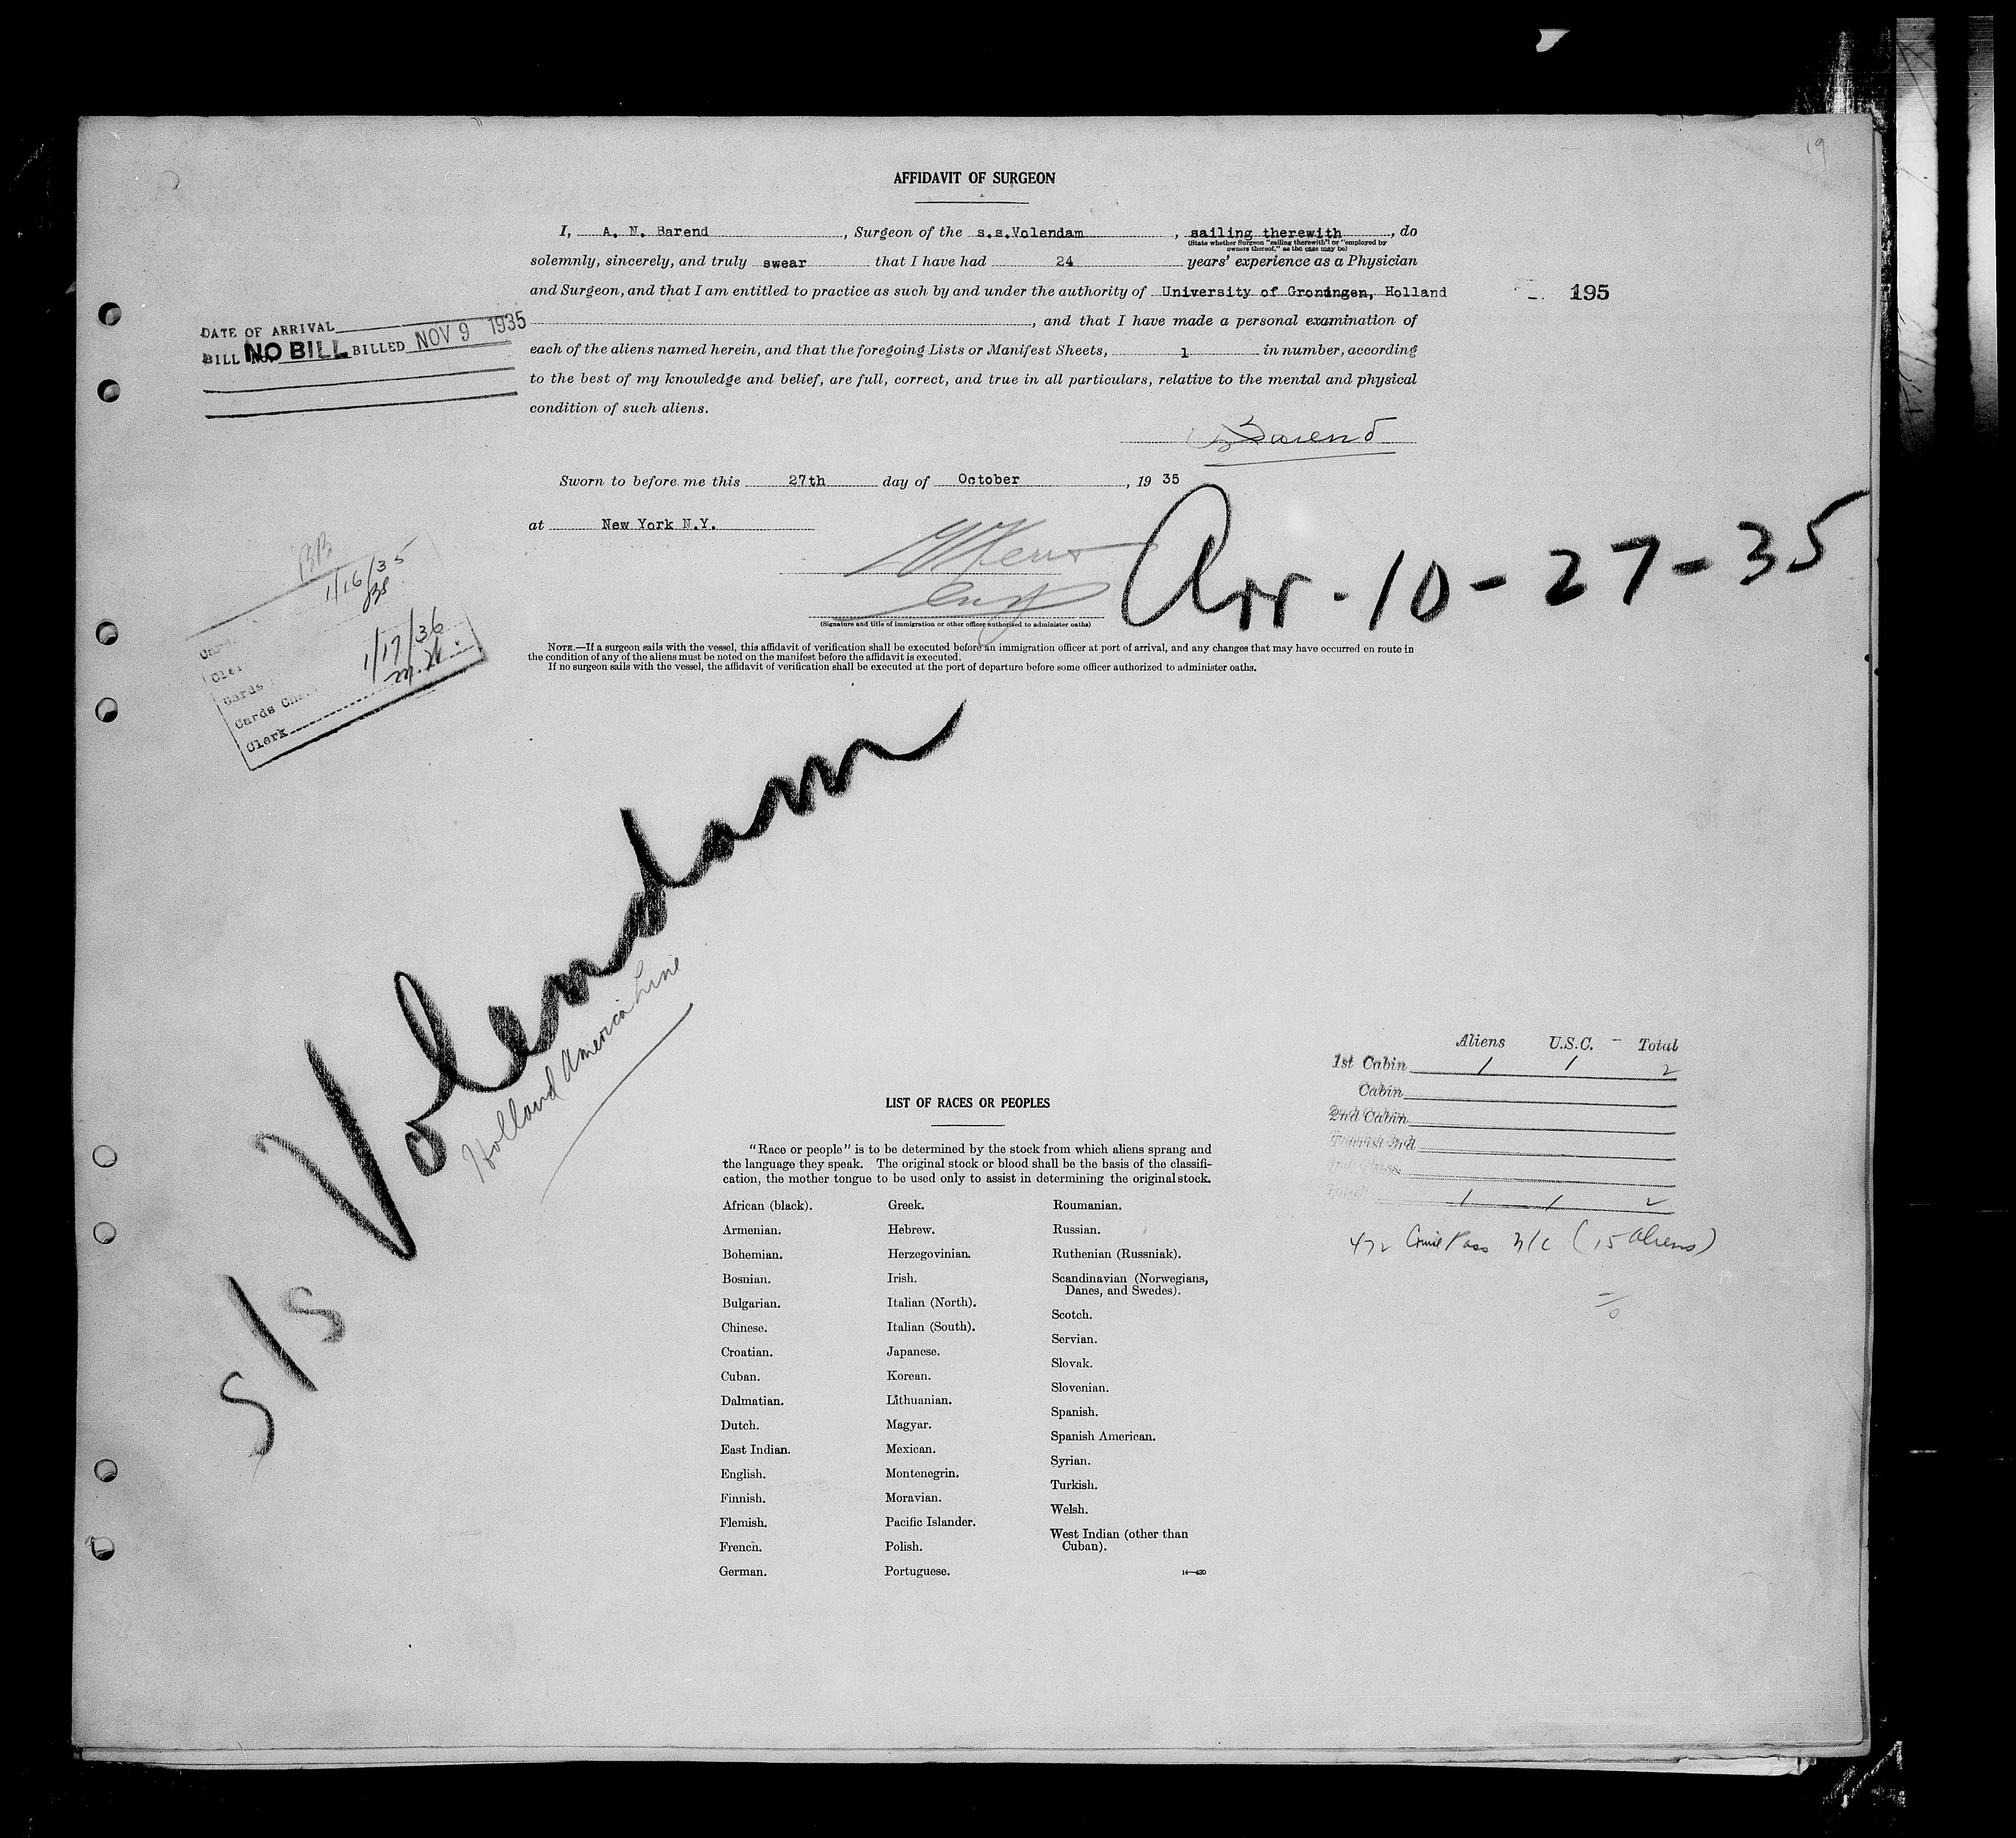 19
AFFIDAVIT OF SURGEON
I, A. N. Barend, Surgeon of the s.s.Volendam, sailing therewith, do
(State whether Surgeon "sailing therewith" or "employed by
owners thereof," as the case may be)
solemnly, sincerely, and truly swear that I have had 24 years' experience as a Physician
and Surgeon, and that I am entitled to practice as such by and under the authority of University of Groningen, Holland
195
, and that I have made a personal examination of
each of the aliens named herein, and that the foregoing Lists or Manifest Sheets, 1 in number, according
to the best of my knowledge and belief, are full, correct, and true in all particulars, relative to the mental and physical
condition of such aliens.
DATE OF ARRIVAL
BILL NO BILL BILLED NOV 9 1935
Barend
Sworn to before me this 27th day of October, 19 35
at New York N.Y.
Arr. 10-27-35
(Signature and title of immigration or other officer authorized to administer oaths)
NOTE.—If a surgeon sails with the vessel, this affidavit of verification shall be executed before an immigration officer at port of arrival, and any changes that may have occurred en route in
the condition of any of the aliens must be noted on the manifest before the affidavit is executed.
If no surgeon sails with the vessel, the affidavit of verification shall be executed at the port of departure before some officer authorized to administer oaths.
1/16/35
1/17/36
Cards
Clerk
s/s Volendam
Holland America Line
Aliens U.S.C. Total
1st Cabin 1 1 2
Cabin
2nd Cabin
Tourist 3rd
1 1 2
472 Cruise Pass N/C (15 Aliens)
LIST OF RACES OR PEOPLES
"Race or people" is to be determined by the stock from which aliens sprang and
the language they speak. The original stock or blood shall be the basis of the classifi-
cation, the mother tongue to be used only to assist in determining the original stock.
African (black).
Armenian.
Bohemian.
Bosnian.
Bulgarian.
Chinese.
Croatian.
Cuban.
Dalmatian.
Dutch.
East Indian.
English.
Finnish.
Flemish.
French.
German.
Greek.
Hebrew.
Herzegovinian.
Irish.
Italian (North).
Italian (South).
Japanese.
Korean.
Lithuanian.
Magyar.
Mexican.
Montenegrin.
Moravian.
Pacific Islander.
Polish.
Portuguese.
Roumanian.
Russian.
Ruthenian (Russniak).
Scandinavian (Norwegians,
Danes, and Swedes).
Scotch.
Servian.
Slovak.
Slovenian.
Spanish.
Spanish American.
Syrian.
Turkish.
Welsh.
West Indian (other than
Cuban).